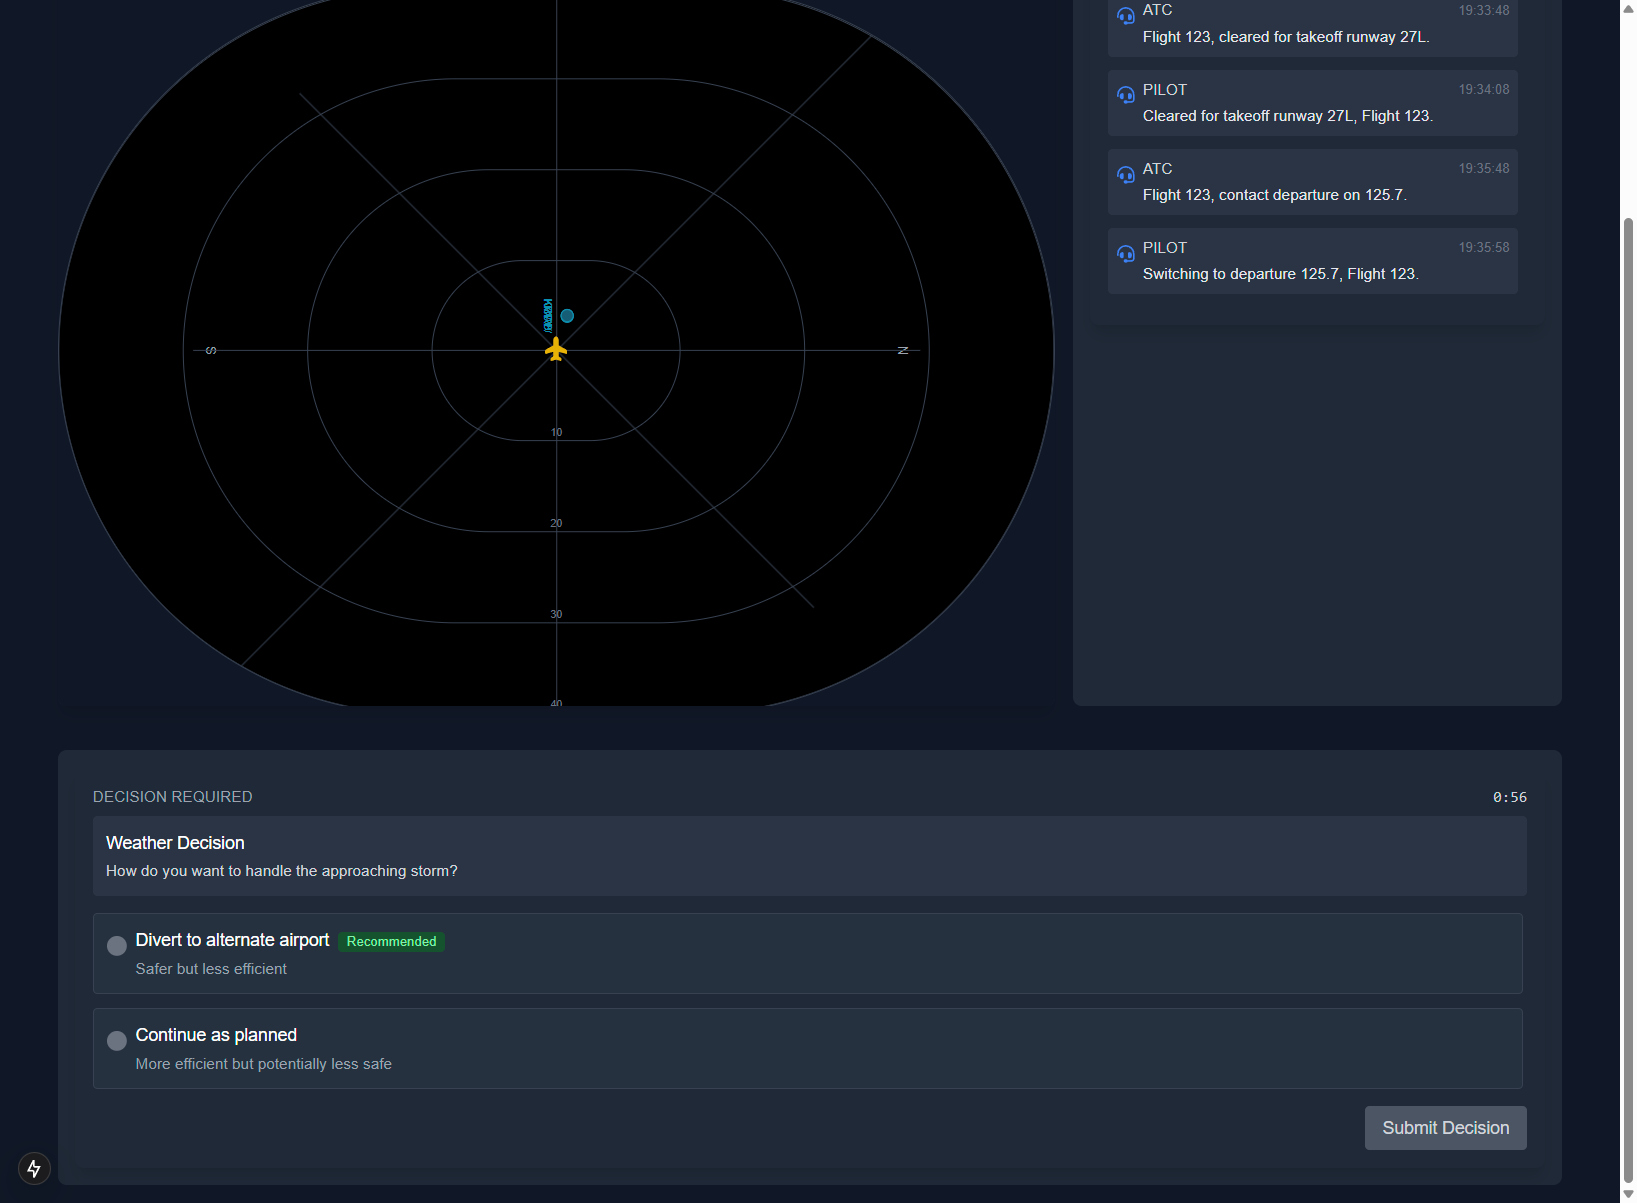 ATC 19:33:48
Flight 123, cleared for takeoff runway 27L.
PILOT 19:34:08
Cleared for takeoff runway 27L, Flight 123.
ATC 19:35:48
Flight 123, contact departure on 125.7.
PILOT 19:35:58
Switching to departure 125.7, Flight 123.
S
N
10
20
30
40
DECISION REQUIRED 0:56
Weather Decision
How do you want to handle the approaching storm?
Divert to alternate airport Recommended
Safer but less efficient
Continue as planned
More efficient but potentially less safe
Submit Decision